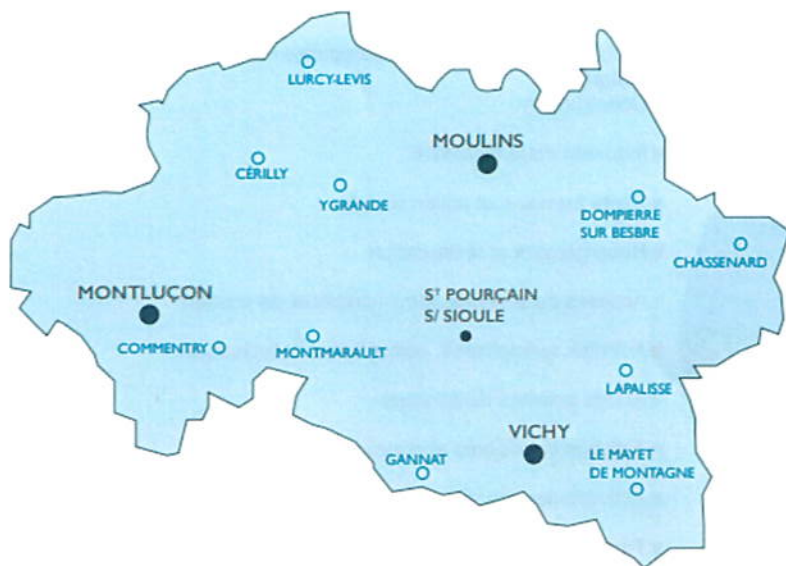 LURCY-LEVIS
MOULINS
CÉRILLY
YGRANDE
DOMPIERRE
SUR BESBRE
CHASSENARD
MONTLUÇON
Sᵀ POURÇAIN
S/ SIOULE
COMMENTRY
MONTMARAULT
LAPALISSE
VICHY
GANNAT
LE MAYET
DE MONTAGNE